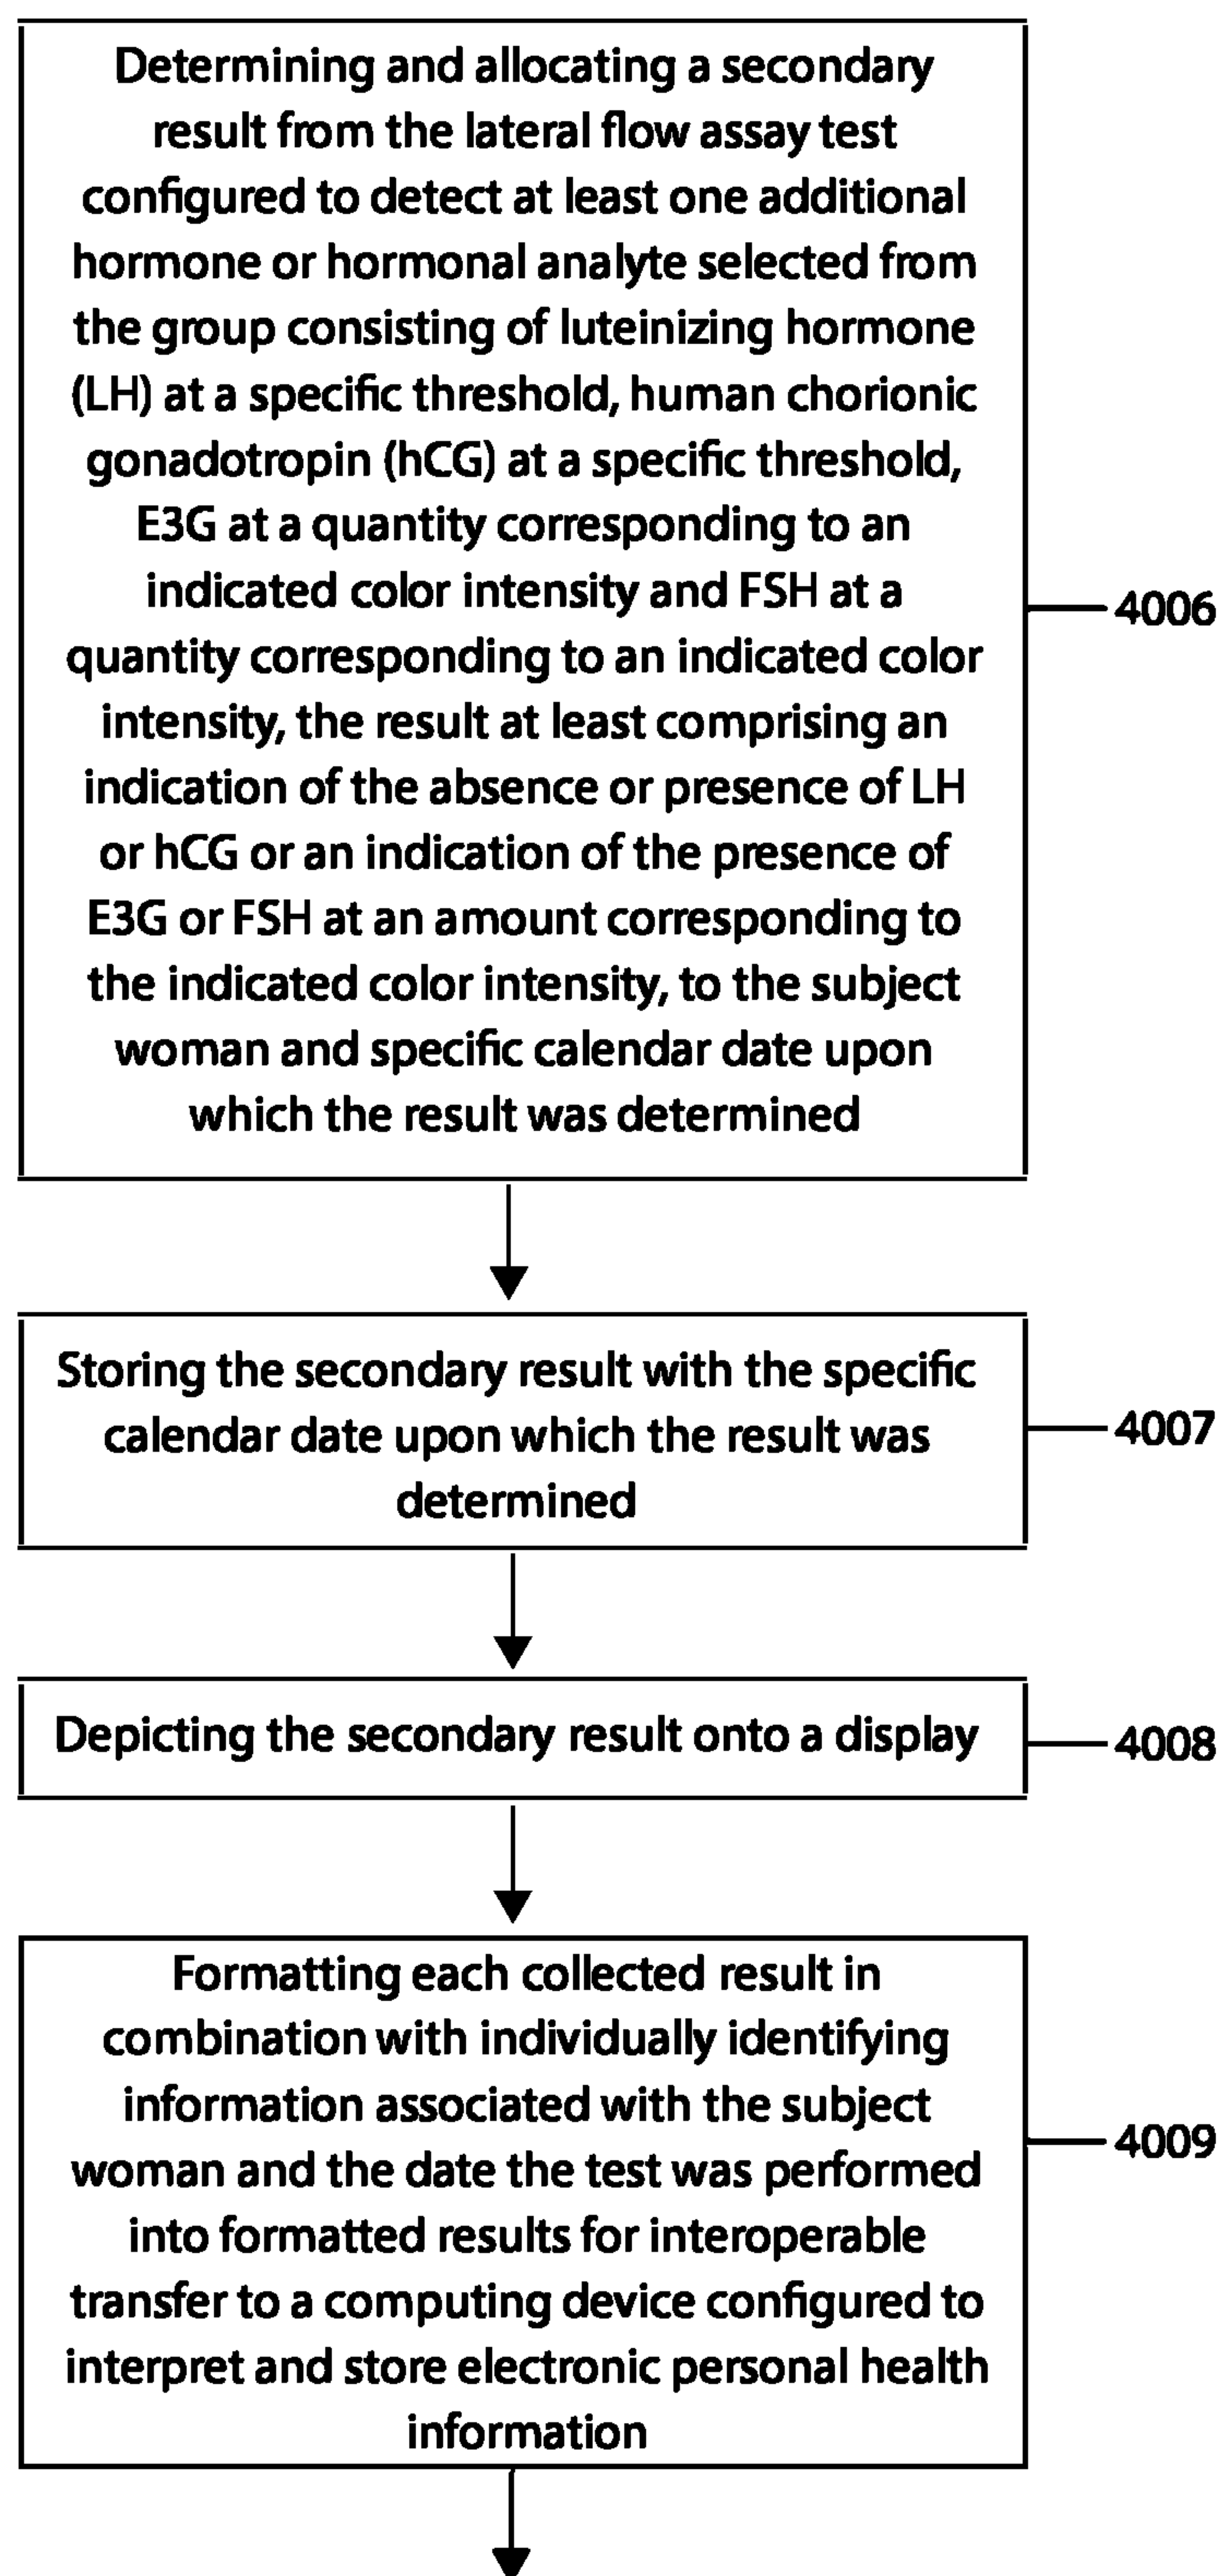 Determining and allocating a secondary
result from the lateral flow assay test
configured to detect at least one additional
hormone or hormonal analyte selected from
the group consisting of luteinizing hormone
(LH) at a specific threshold, human chorionic
gonadotropin (hCG) at a specific threshold,
E3G at a quantity corresponding to an
indicated color intensity and FSH at a
quantity corresponding to an indicated color
intensity, the result at least comprising an
indication of the absence or presence of LH
or hCG or an indication of the presence of
E3G or FSH at an amount corresponding to
the indicated color intensity, to the subject
woman and specific calendar date upon
which the result was determined
4006
Storing the secondary result with the specific
calendar date upon which the result was
determined
4007
Depicting the secondary result onto a display
4008
Formatting each collected result in
combination with individually identifying
information associated with the subject
woman and the date the test was performed
into formatted results for interoperable
transfer to a computing device configured to
interpret and store electronic personal health
information
4009